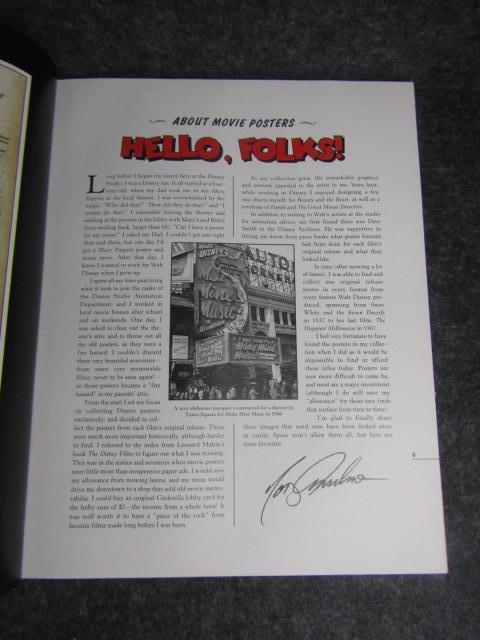 ABOUT MOVIE POSTERS
HELLO, FOLKS!
Long before I began my career here at the Disney
Studio, I was a Disney fan. It all started as a four-
year old, when my dad took me to see Mary
Poppins at the local theater. I was overwhelmed by the
magic. "Who did that?" "How did they do that?" and "I
wanna do that!" I remember leaving the theater and
smiling at the posters in the lobby with Mary's and Bert's
faces smiling back, larger than life. "Can I have a poster
for my room?" I asked my Dad. I couldn't get one right
then and there, but one day I'd
get a Mary Poppins poster and
many more. After that day, I
knew I wanted to work for Walt
Disney when I grew up.
I spent all my time practicing
what it took to join the ranks of
the Disney Studio Animation
Department; and I worked in
local movie houses after school
and on weekends. One day, I
was asked to clear out the the-
ater's attic and to throw out all
the old posters, as they were a
fire hazard. I couldn't discard
these very beautiful souvenirs—
from some very memorable
films, never to be seen again!—
so those posters became a "fire
hazard" in my parents' attic.
From the start I set my focus
on collecting Disney posters
exclusively, and decided to col-
lect the posters from each film's original release. These
were much more important historically, although harder
to find. I referred to the index from Leonard Maltin's
book The Disney Films to figure out what I was missing.
This was in the sixties and seventies when movie posters
were little more than inexpensive paper ads. I would save
my allowance from mowing lawns, and my mom would
drive me downtown to a shop that sold old movie memo-
rabilia. I could buy an original Cinderella lobby card for
the hefty sum of $2—the income from a whole lawn! It
was well worth it to have a "piece of the rock" from
favorite films made long before I was born.
As my collection grew, the remarkable graphics
and artwork appealed to the artist in me. Years later,
while working at Disney I enjoyed designing a few
one-sheets myself, for Beauty and the Beast, as well as a
rerelease of Bambi and The Great Mouse Detective.
In addition to writing to Walt's artists at the studio
for animation advice, my first friend there was Dave
Smith in the Disney Archives. He was supportive in
letting me know from press books what poster formats
had been done for each film's
original release and what they
looked like.
In time (after mowing a lot
of lawns), I was able to find and
collect one original release
poster in every format from
every feature Walt Disney pro-
duced, spanning from Snow
White and the Seven Dwarfs
in 1937 to his last film, The
Happiest Millionaire in 1967.
I feel very fortunate to have
found the posters in my collec-
tion when I did as it would be
impossible to find or afford
these titles today. Posters are
now more difficult to come by,
and most are a major investment
(although I do still save my
"allowance" for those rare finds
that surface from time to time).
I'm glad to finally share
these images that until now have been locked away
in vaults. Space won't allow them all, but here are
some favorites.
DISNEY'S
Make
Mine
Music
Make Mine
Music
A very elaborate marquee constructed for a theater in
Times Square for Make Mine Music in 1946